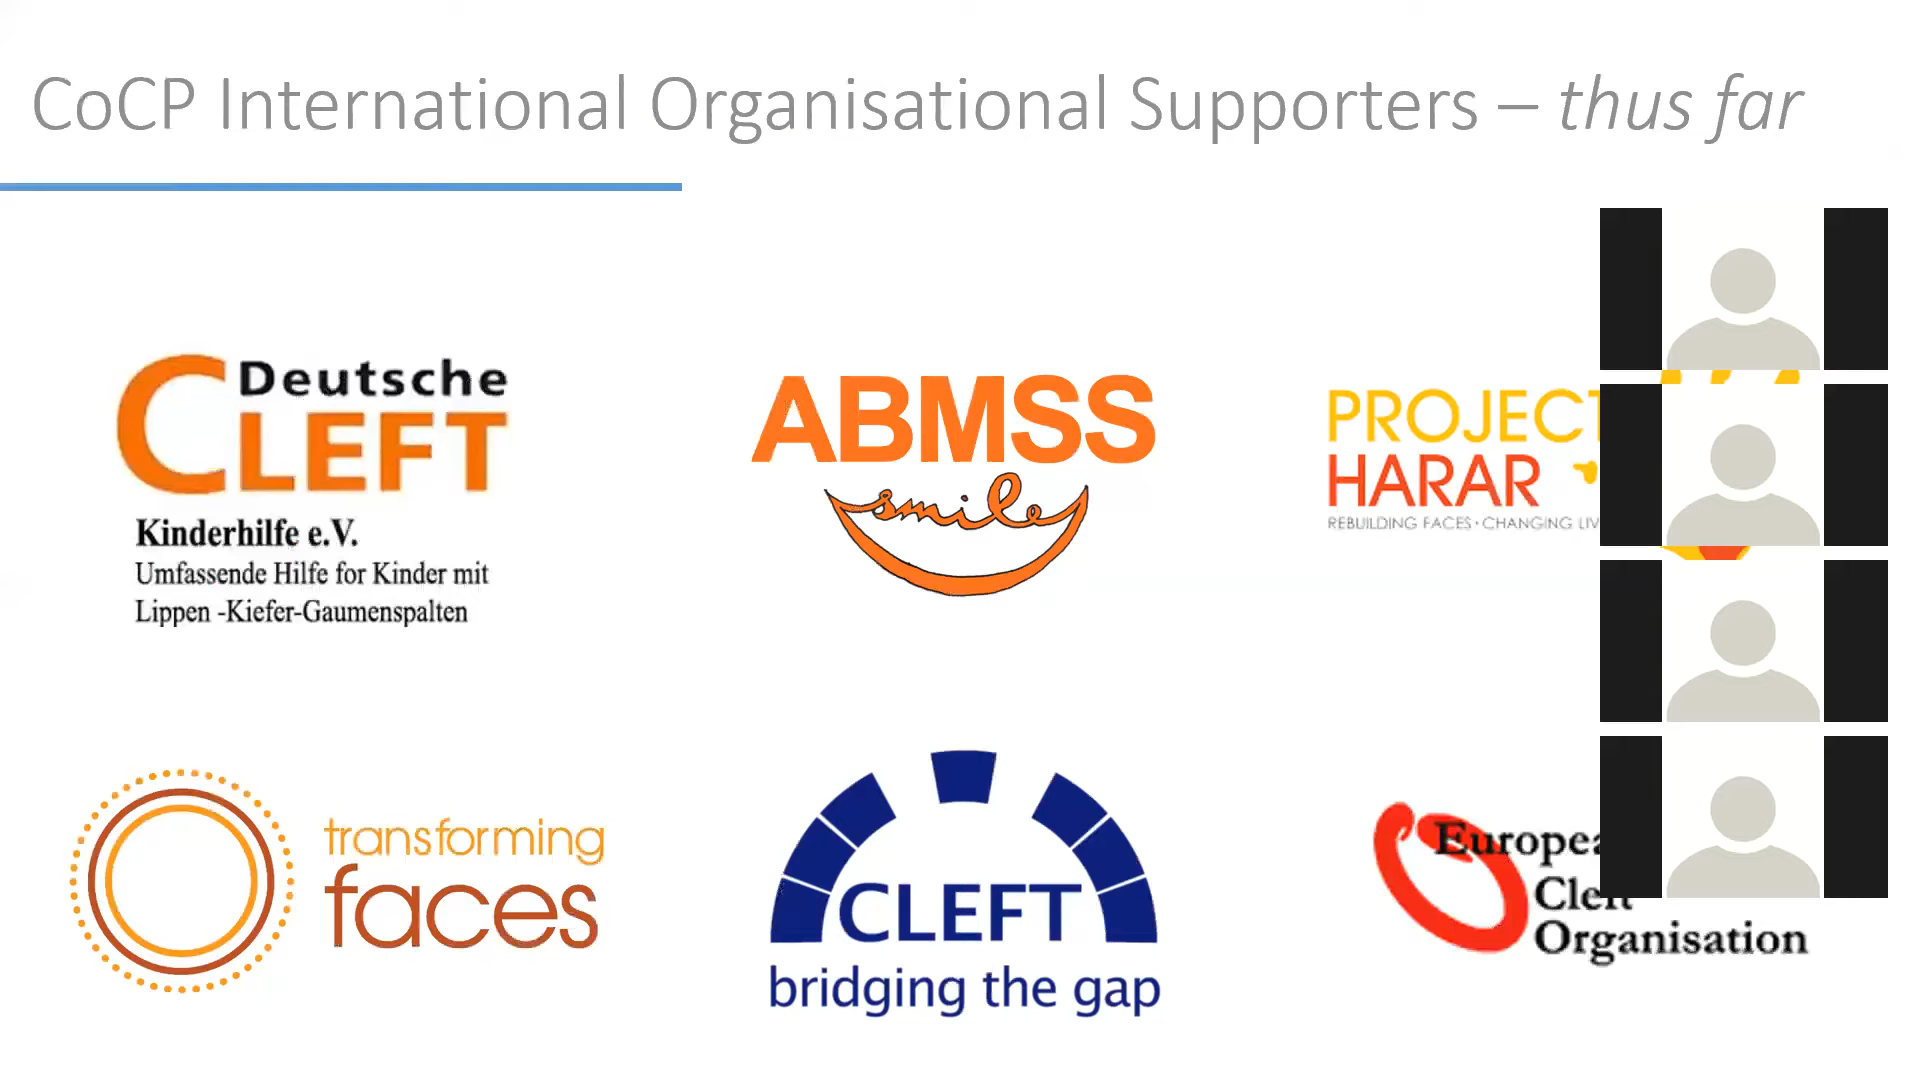 CoCP International Organisational Supporters – thus far
Deutsche
CLEFT
Kinderhilfe e.V.
Umfassende Hilfe for Kinder mit
Lippen -Kiefer-Gaumenspalten
ABMSS
smile
PROJECT
HARAR
REBUILDING FACES · CHANGING
transforming
faces
CLEFT
bridging the gap
Cleft
Organisation